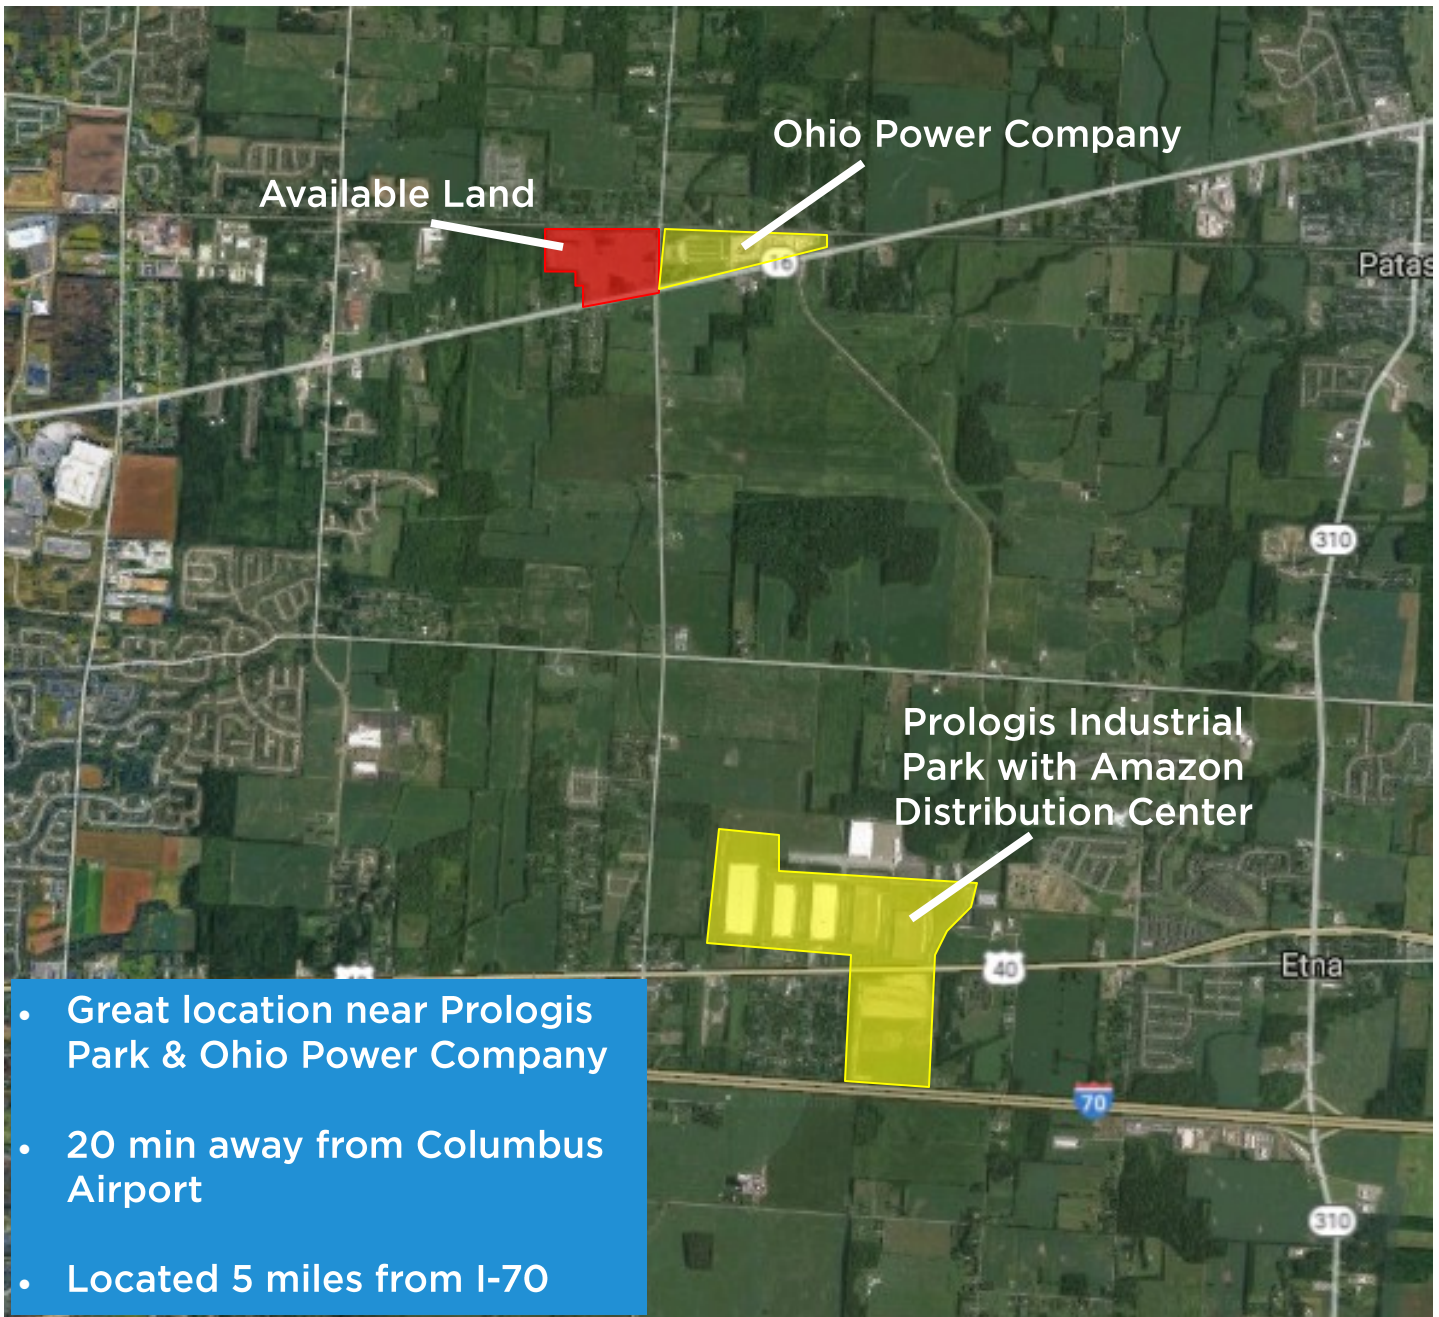 Ohio Power Company
Available Land
16
Patas
310
Prologis Industrial
Park with Amazon
Distribution Center
40
Etna
• Great location near Prologis
Park & Ohio Power Company
• 20 min away from Columbus
Airport
• Located 5 miles from I-70
70
310